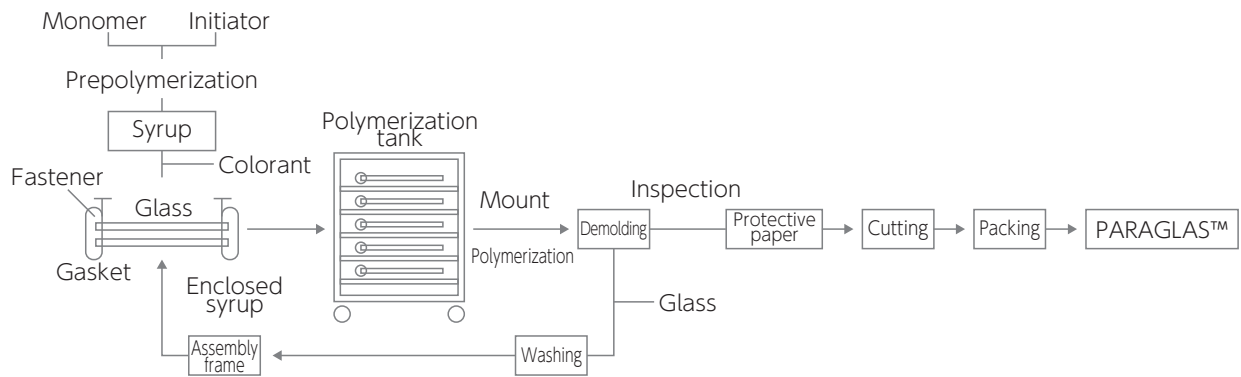 Monomer
Initiator
Prepolymerization
Syrup
Colorant
Fastener
Glass
Gasket
Enclosed
syrup
Polymerization
tank
Mount
Polymerization
Inspection
Demolding
Protective
paper
Cutting
Packing
PARAGLAS™
Glass
Washing
Assembly
frame